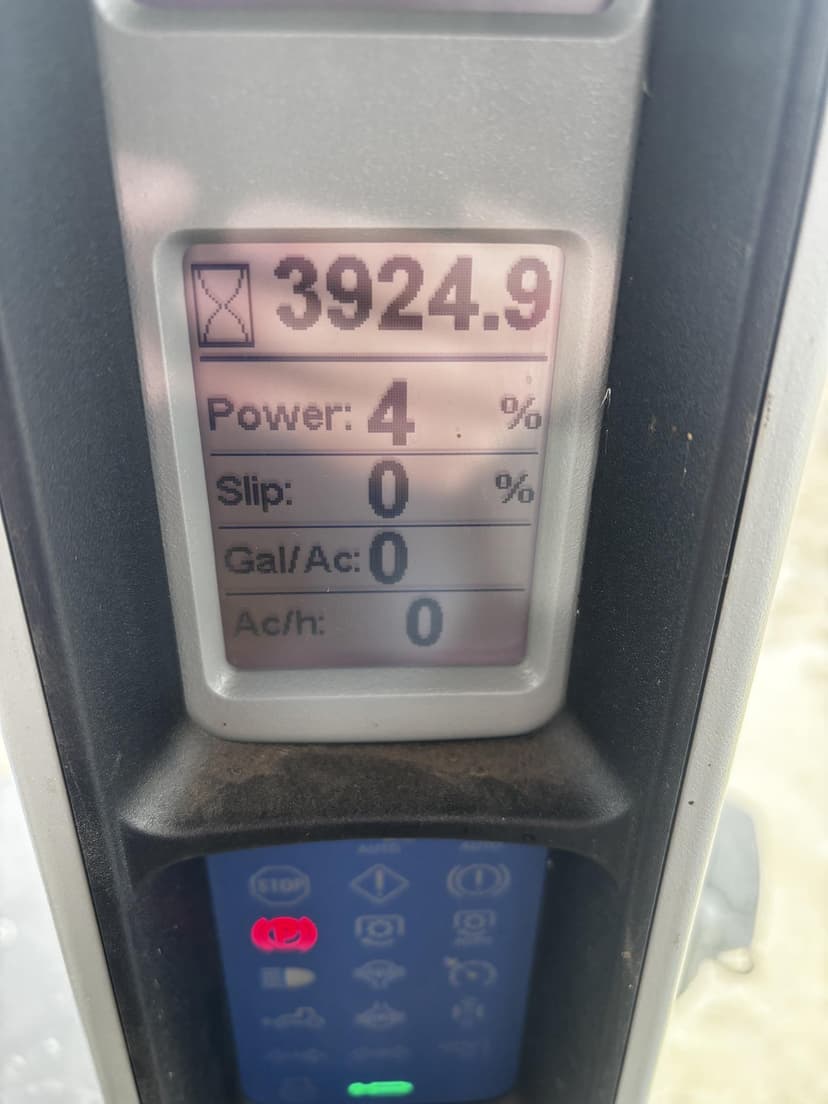 3924.9
Power: 4 %
Slip: 0 %
Gal/Ac: 0
Ac/h: 0
STOP